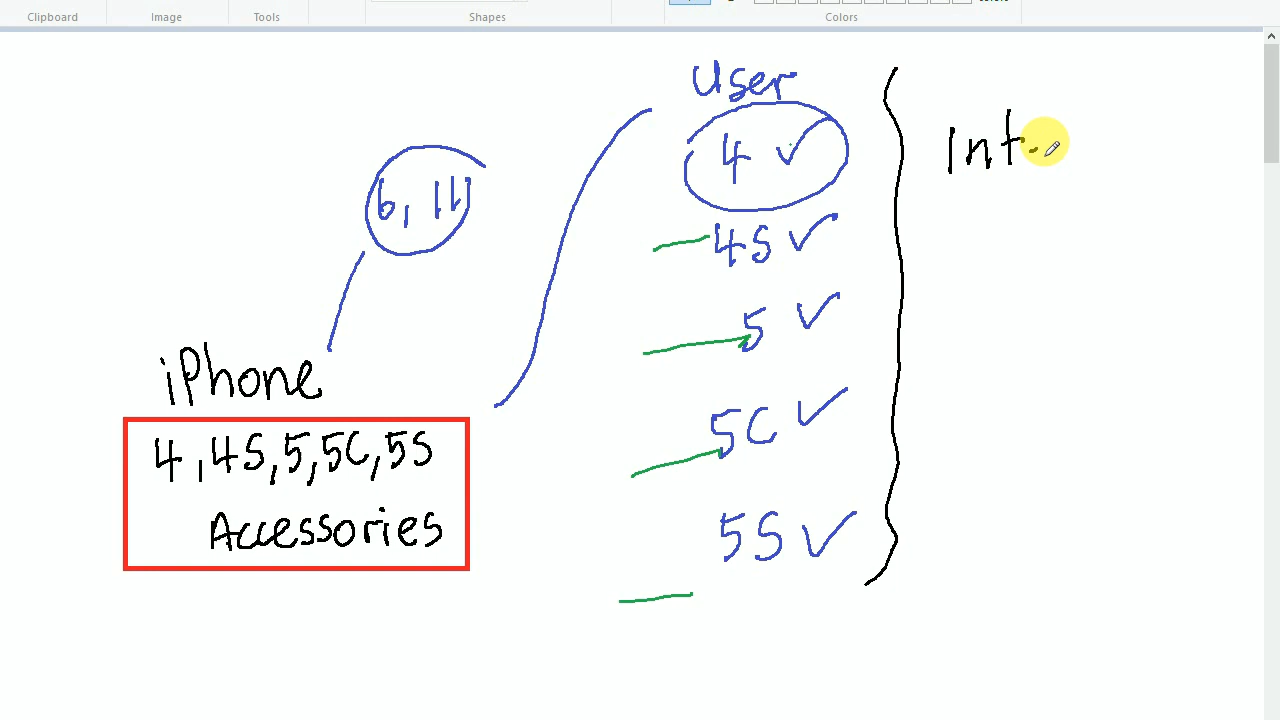 Clipboard Image Tools Shapes Colors
User
4 ✓
4S ✓
5 ✓
5C ✓
5S ✓
Int
6, 11
iPhone
4, 4S, 5, 5C, 5S
Accessories